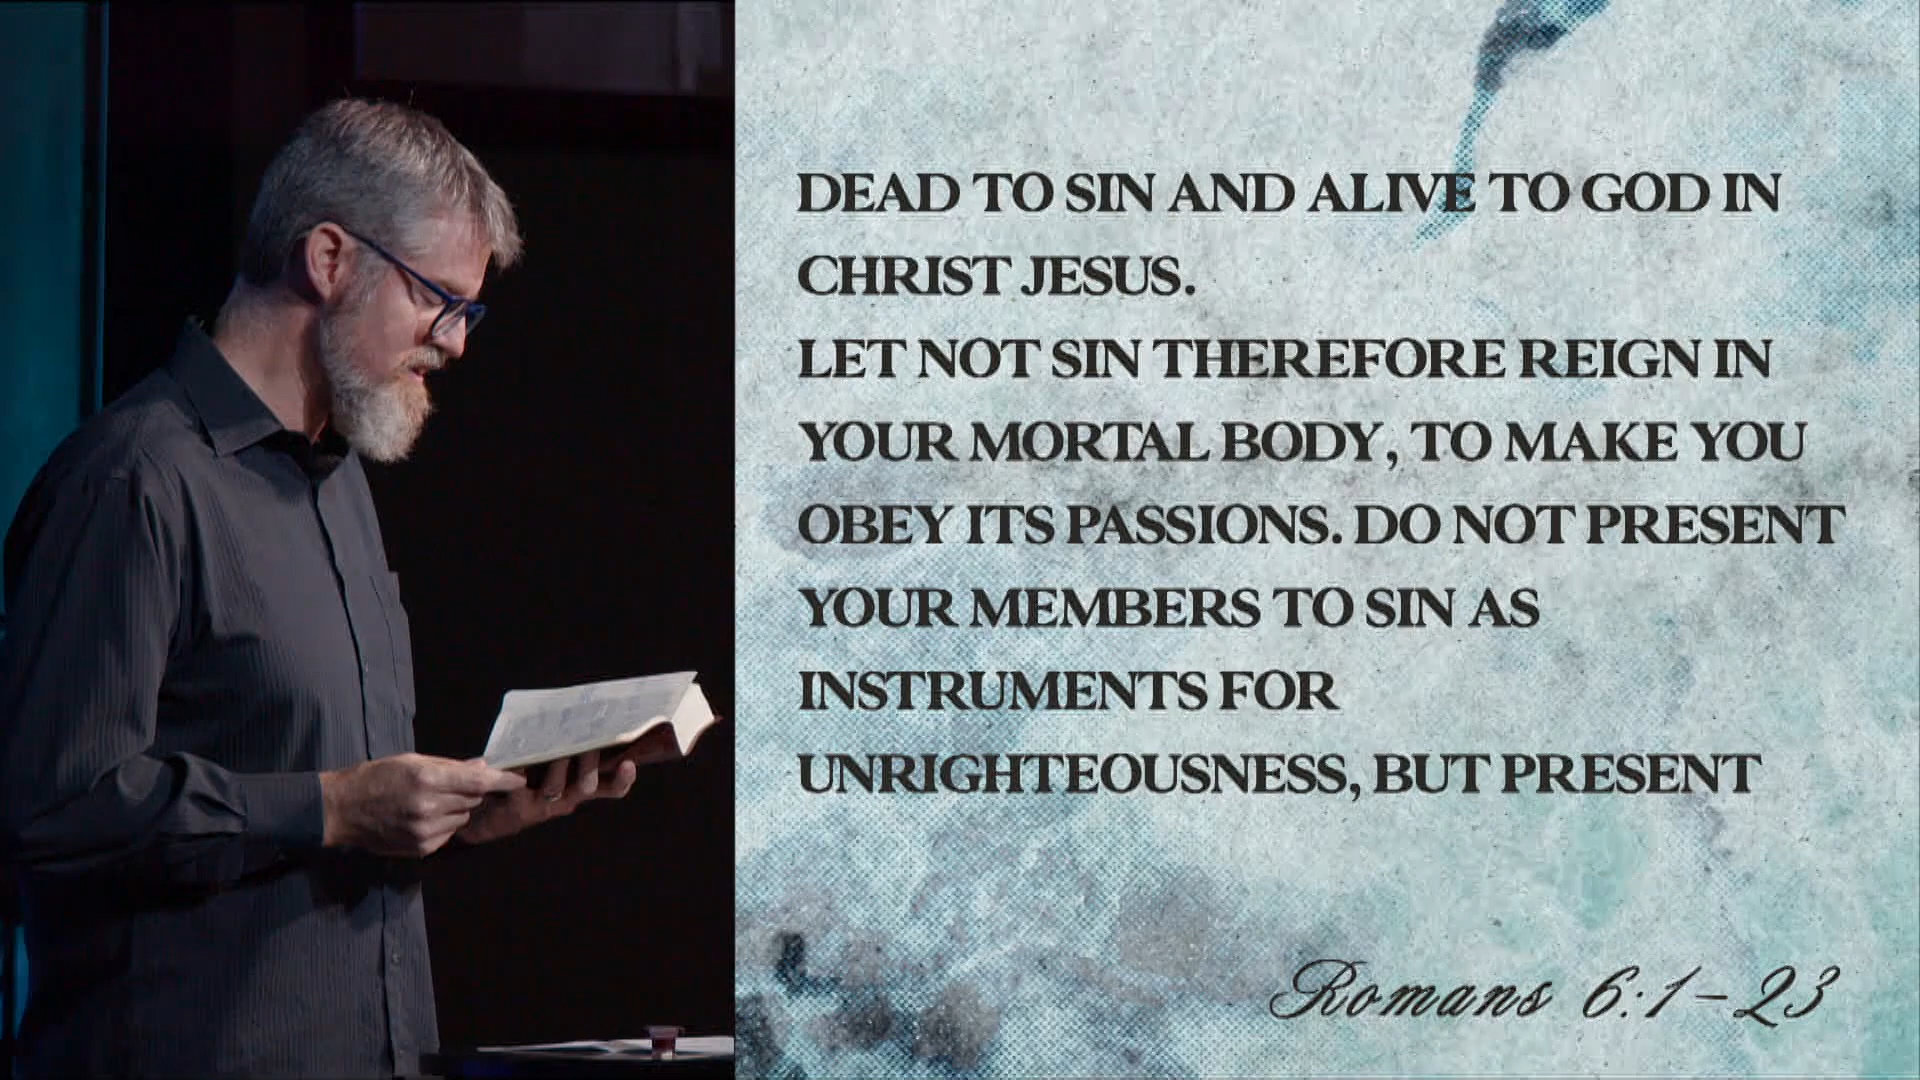 DEAD TO SIN AND ALIVE TO GOD IN
CHRIST JESUS.
LET NOT SIN THEREFORE REIGN IN
YOUR MORTAL BODY, TO MAKE YOU
OBEY ITS PASSIONS. DO NOT PRESENT
YOUR MEMBERS TO SIN AS
INSTRUMENTS FOR
UNRIGHTEOUSNESS, BUT PRESENT
Romans 6:1-23